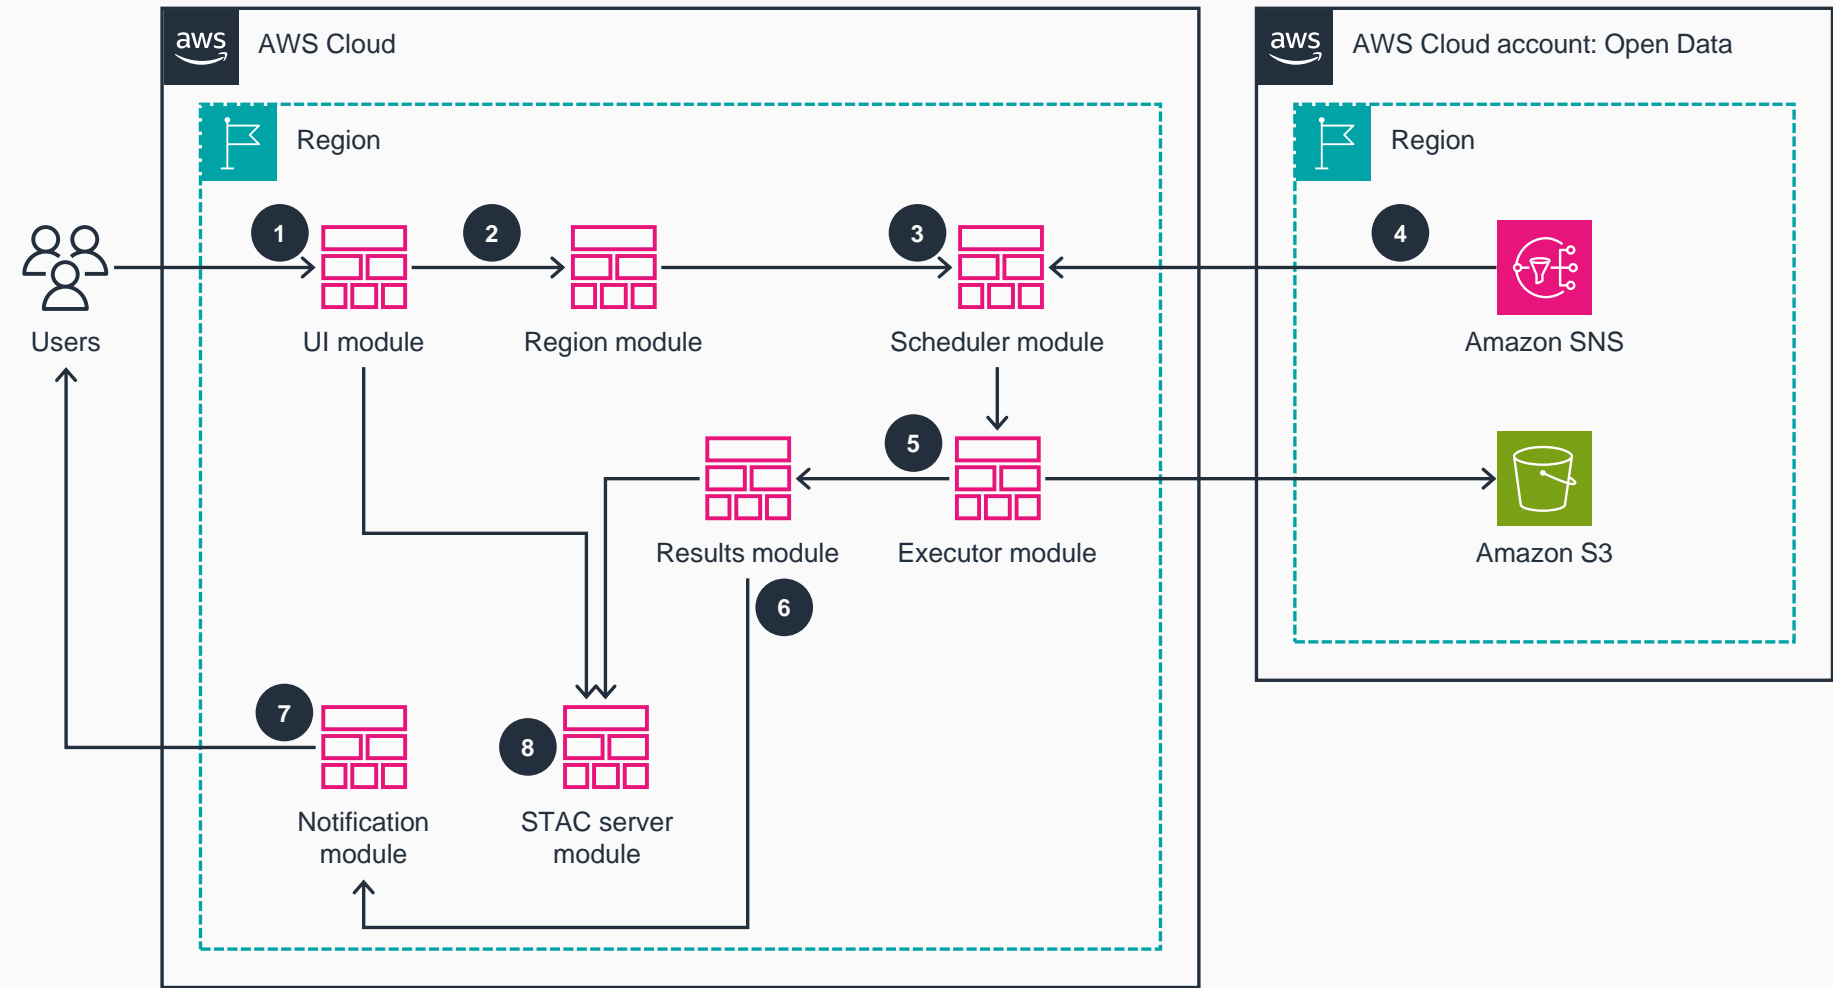 aws
AWS Cloud
aws
AWS Cloud account: Open Data
Region
Region
1
2
3
4
Users
UI module
Region module
Scheduler module
Amazon SNS
5
Results module
Executor module
Amazon S3
6
7
8
Notification
module
STAC server
module